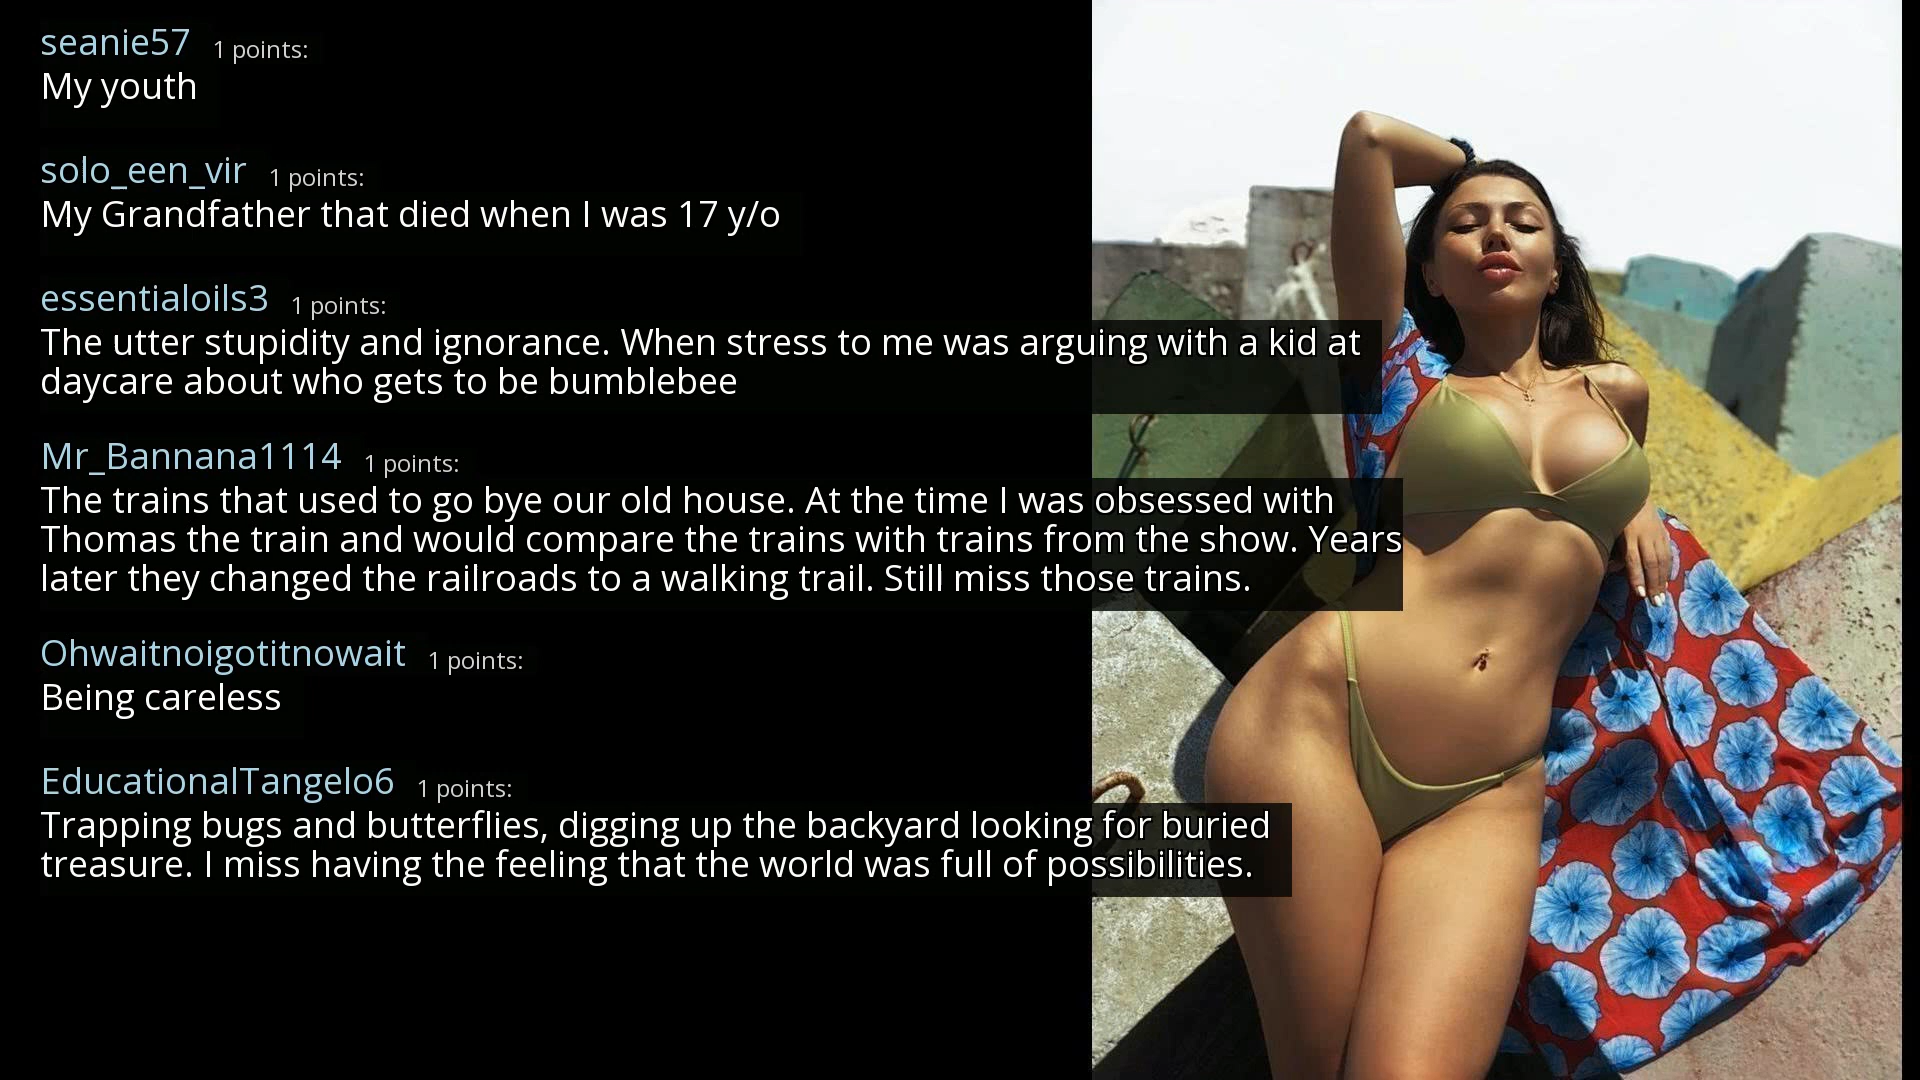 seanie57 1 points:
My youth
solo_een_vir 1 points:
My Grandfather that died when I was 17 y/o
essentialoils3 1 points:
The utter stupidity and ignorance. When stress to me was arguing with a kid at
daycare about who gets to be bumblebee
Mr_Bannana1114 1 points:
The trains that used to go bye our old house. At the time I was obsessed with
Thomas the train and would compare the trains with trains from the show. Years
later they changed the railroads to a walking trail. Still miss those trains.
Ohwaitnoigotitnowait 1 points:
Being careless
EducationalTangelo6 1 points:
Trapping bugs and butterflies, digging up the backyard looking for buried
treasure. I miss having the feeling that the world was full of possibilities.